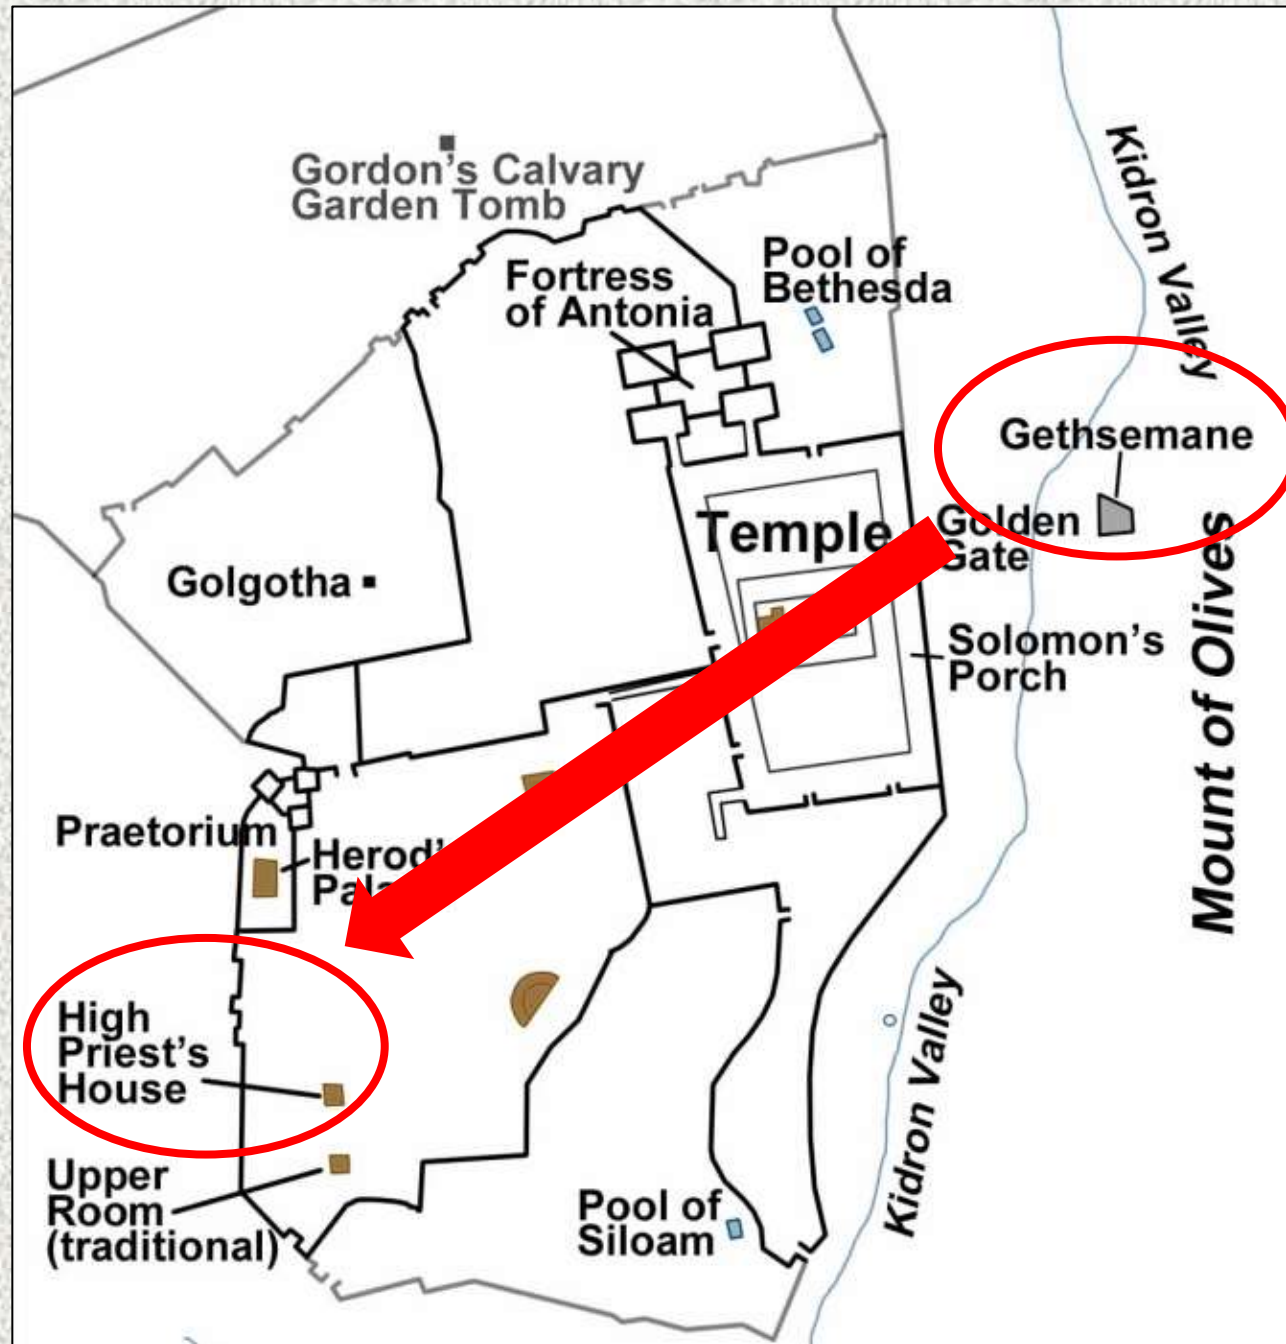 Gordon's Calvary
Garden Tomb
Kidron Valley
Pool of
Bethesda
Fortress
of Antonia
Gethsemane
Temple
Golden
Gate
Golgotha
Solomon's
Porch
Mount of Olives
Praetorium
Herod'
High
Priest's
House
Kidron Valley
Upper
Room
(traditional)
Pool of
Siloam